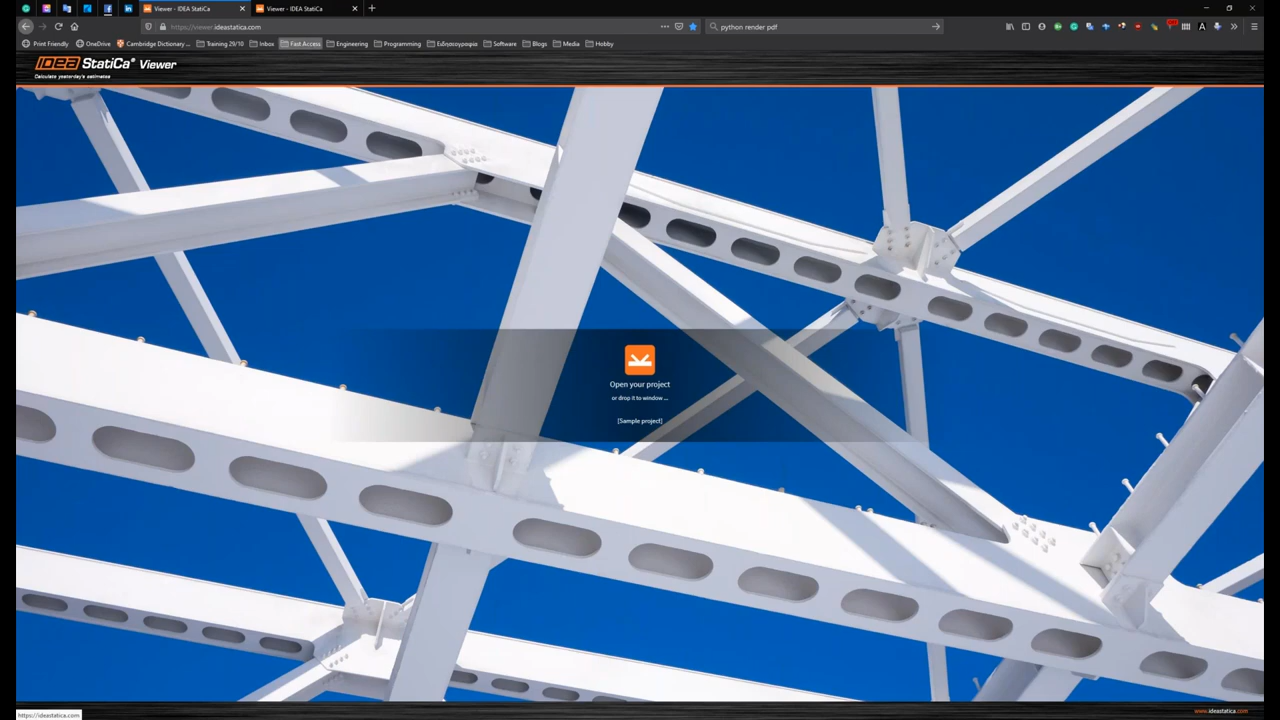 Viewer - IDEA StatiCa
Viewer - IDEA StatiCa
https://viewer.ideastatica.com
python render pdf
Print Friendly
OneDrive
Cambridge Dictionary ...
Training 29/10
Inbox
Fast Access
Engineering
Programming
Ειδησεογραφία
Software
Blogs
Media
Hobby
IDEA StatiCa® Viewer
Calculate yesterday's estimates
Open your project
or drop it to window ...
[Sample project]
https://ideastatica.com
www.ideastatica.com